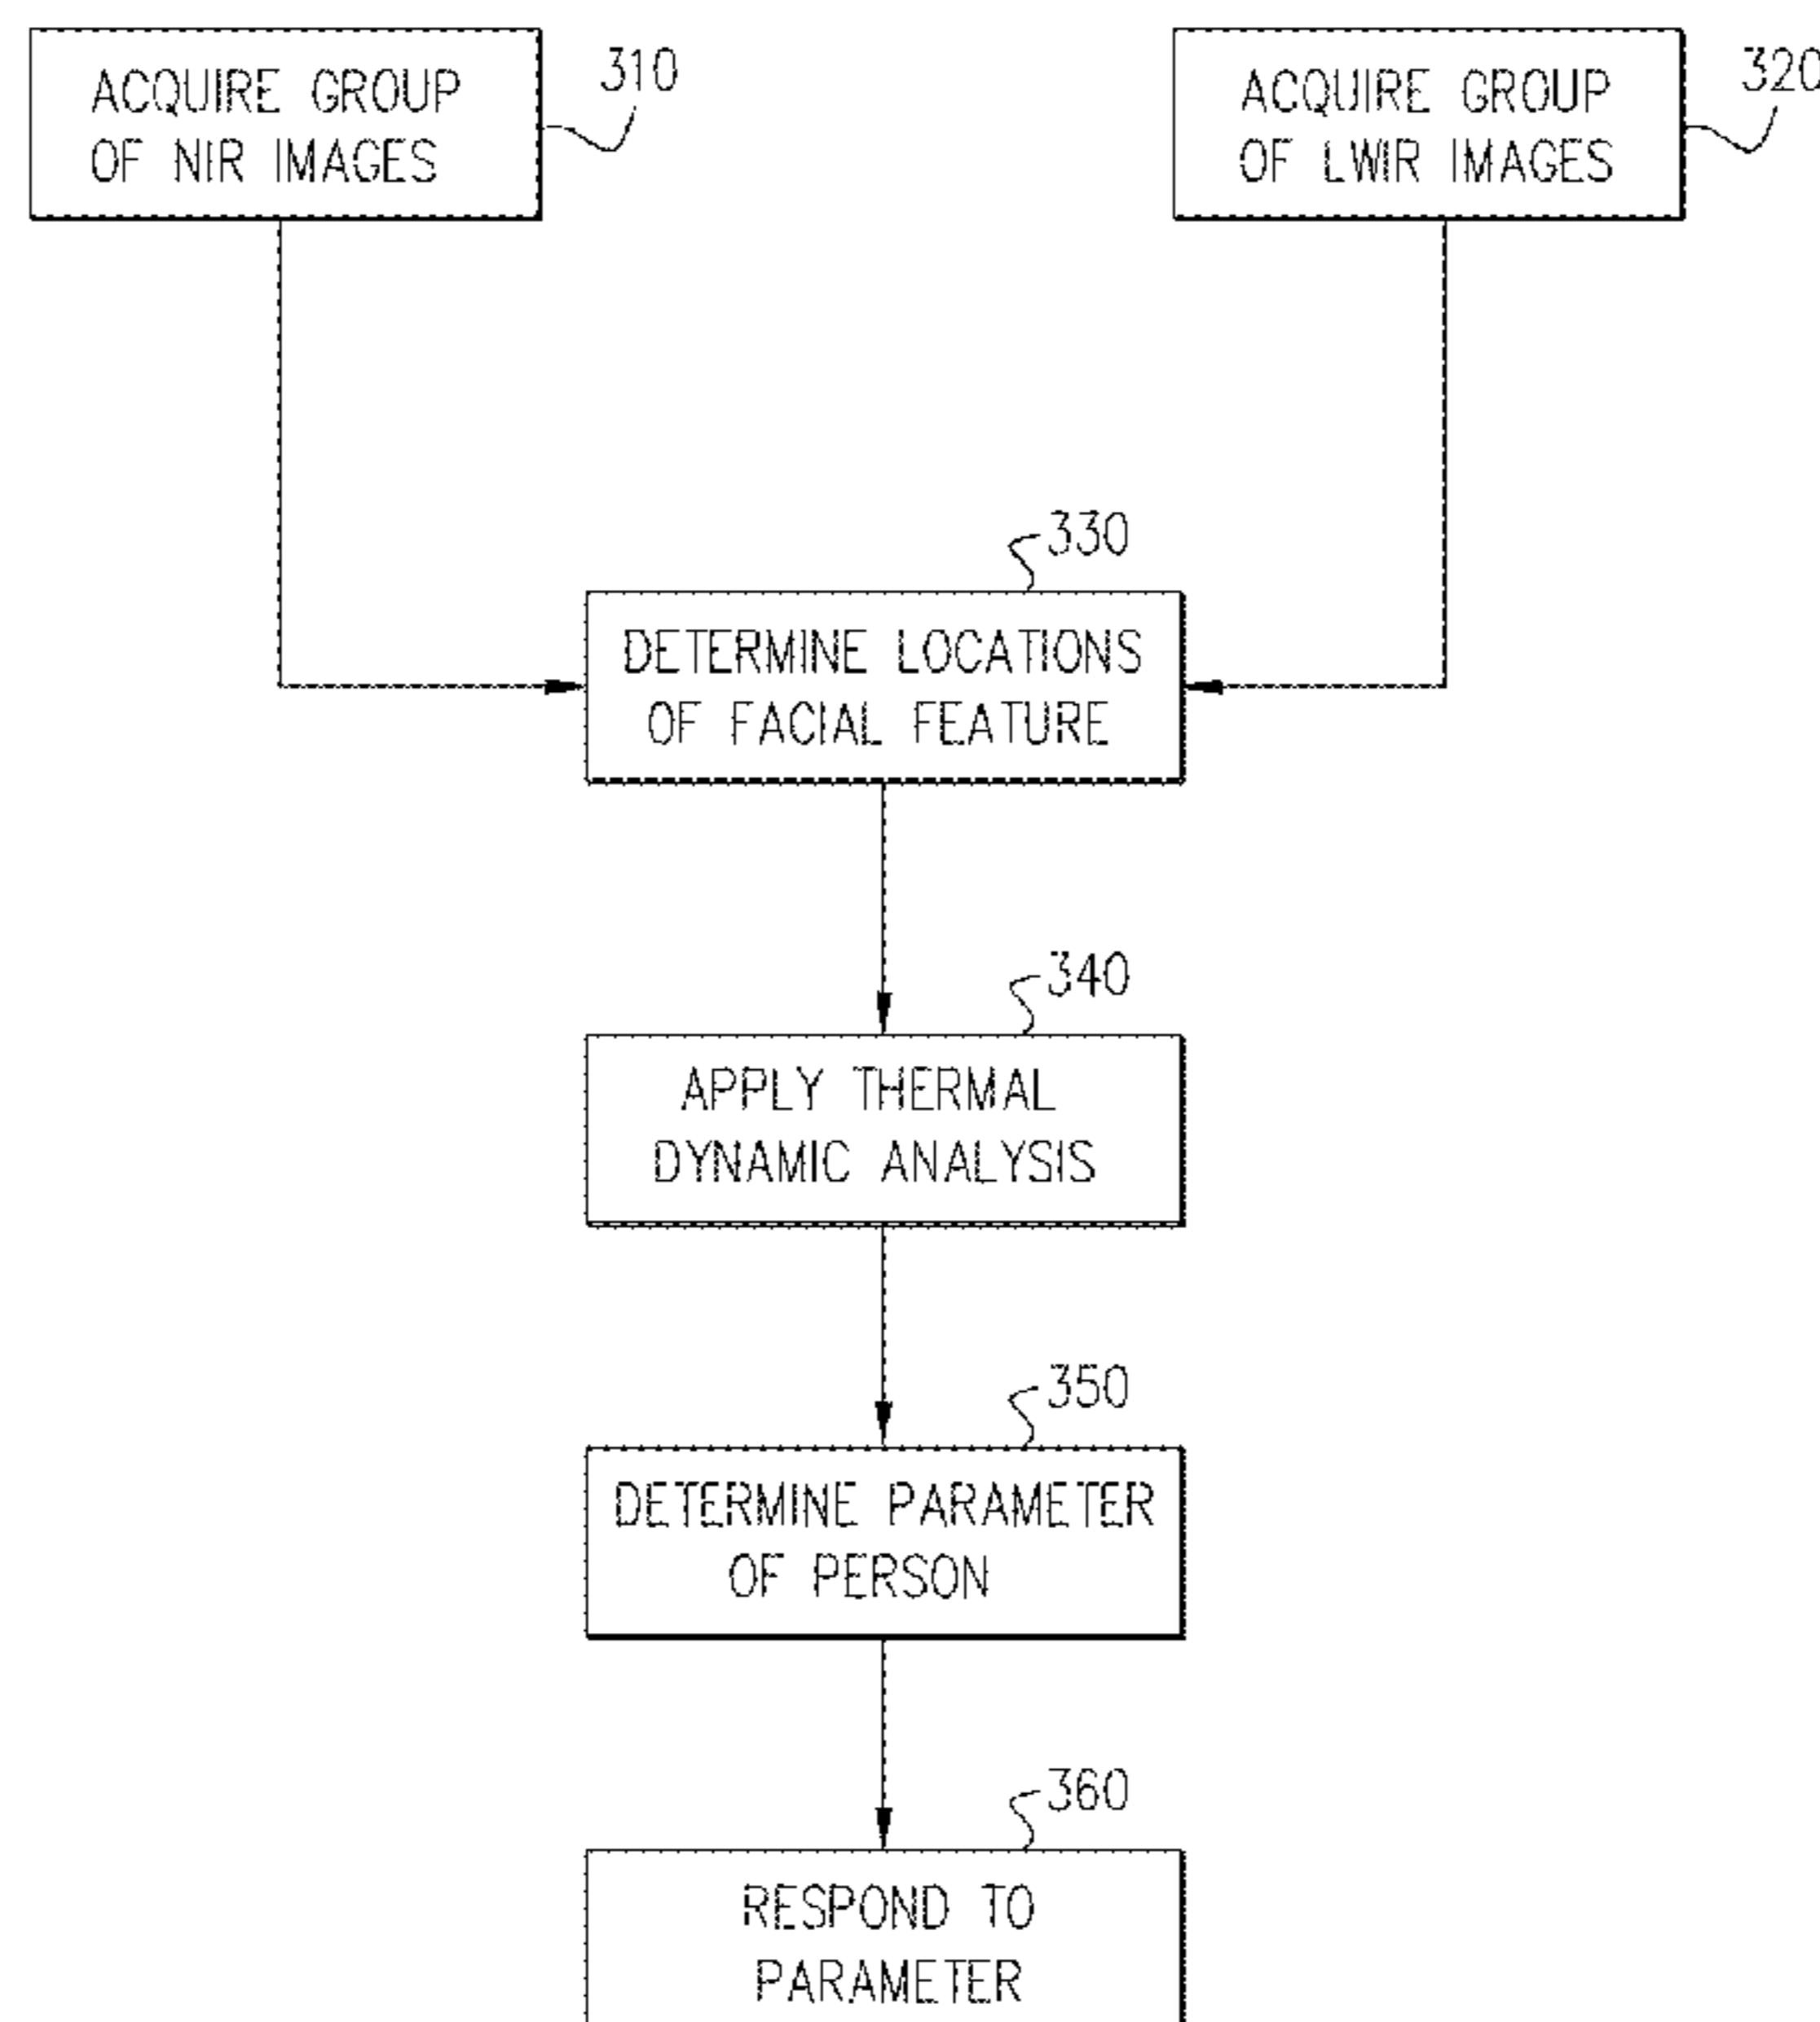 ACQUIRE GROUP
OF NIR IMAGES
310
ACQUIRE GROUP
OF LWIR IMAGES
320
330
DETERMINE LOCATIONS
OF FACIAL FEATURE
340
APPLY THERMAL
DYNAMIC ANALYSIS
350
DETERMINE PARAMETER
OF PERSON
360
RESPOND TO
PARAMETER